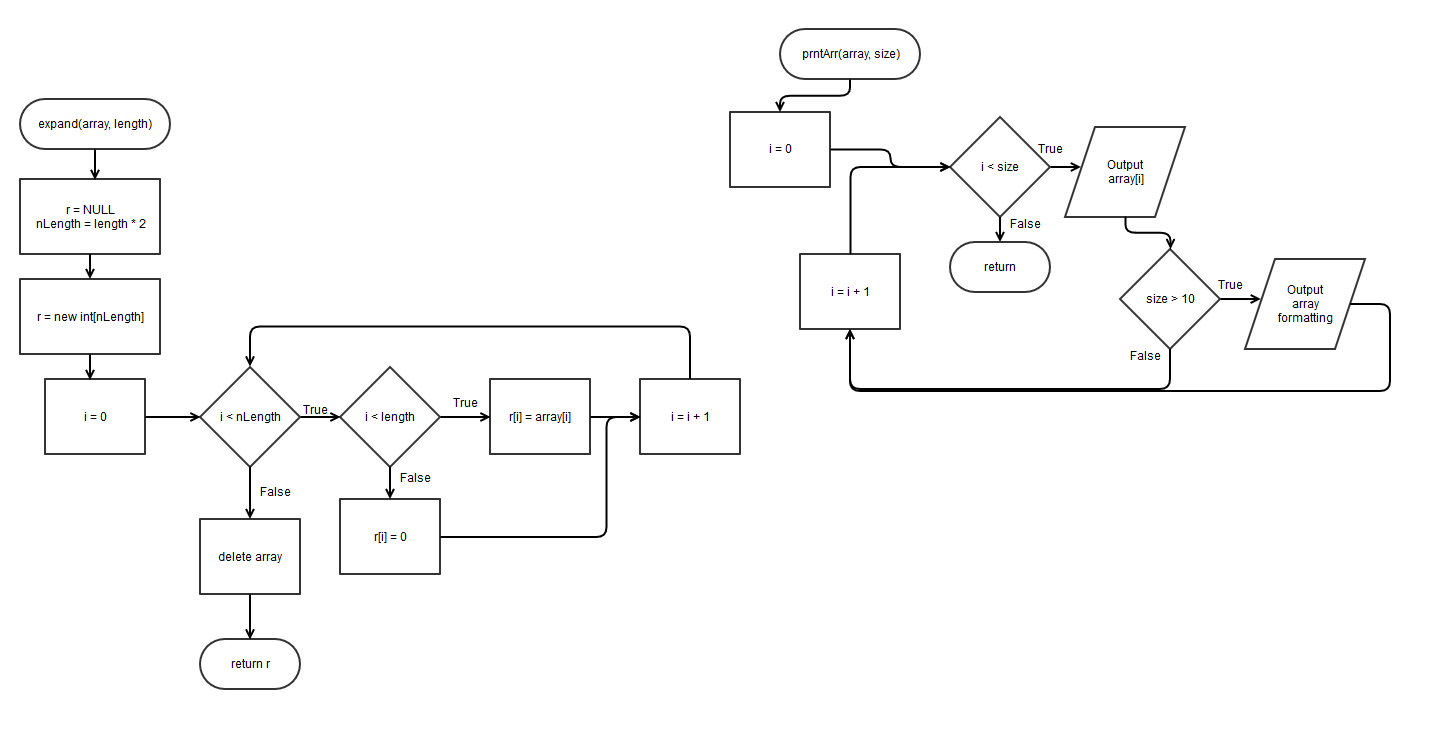 expand(array, length)
r = NULL
nLength = length * 2
r = new int[nLength]
i = 0
i < nLength
True
i < length
True
r[i] = array[i]
i = i + 1
False
r[i] = 0
False
delete array
return r
prntArr(array, size)
i = 0
i < size
True
Output
array[i]
False
return
i = i + 1
size > 10
True
Output
array
formatting
False